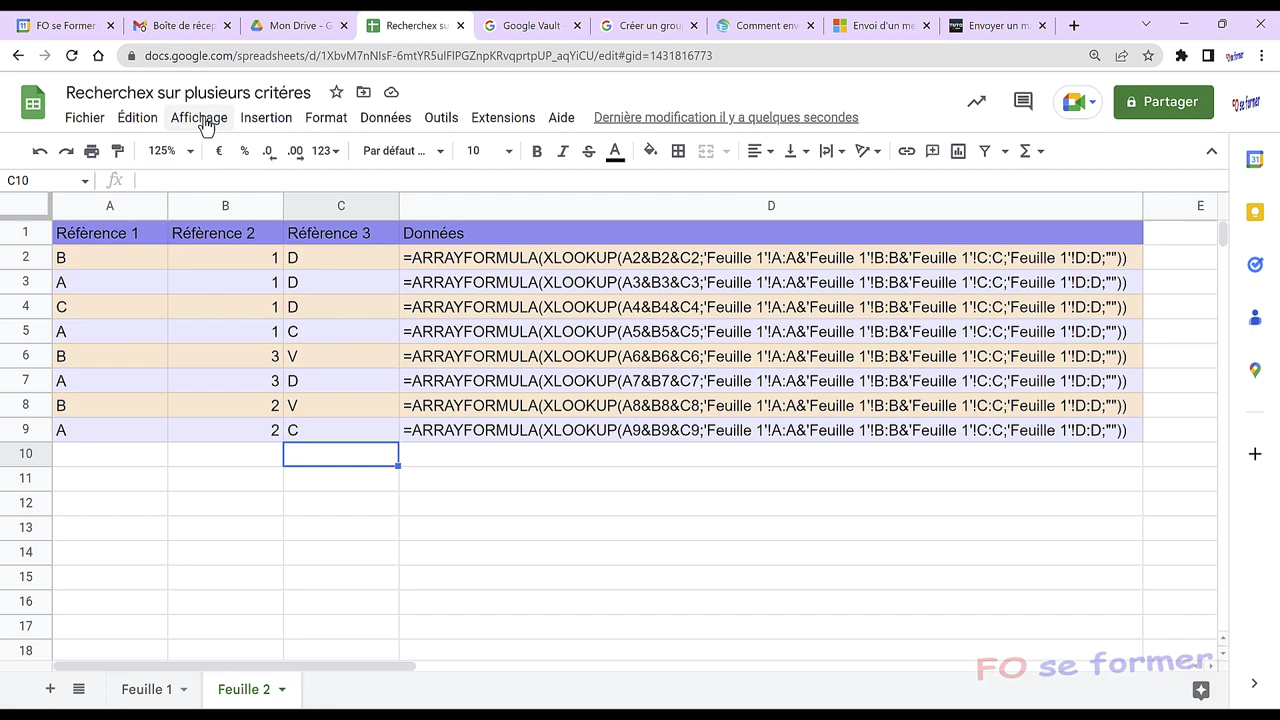 FO se Former
Boîte de récep
Mon Drive - G
Recherchex su
Google Vault -
Créer un grou
Comment env
Envoi d'un me
Envoyer un m
docs.google.com/spreadsheets/d/1XbvM7nNIsF-6mtYR5ulFlPGZnpKRvqprtpUP_aqYiCU/edit#gid=1431816773
Recherchex sur plusieurs critéres
Fichier Édition Affichage Insertion Format Données Outils Extensions Aide Dernière modification il y a quelques secondes
Partager
125% € % .0 .00 123 Par défaut ... 10 B I S A
C10 fx
A B C D E
1 Réfèrence 1 Réfèrence 2 Réfèrence 3 Données
2 B 1 D =ARRAYFORMULA(XLOOKUP(A2&B2&C2;'Feuille 1'!A:A&'Feuille 1'!B:B&'Feuille 1'!C:C;'Feuille 1'!D:D;""))
3 A 1 D =ARRAYFORMULA(XLOOKUP(A3&B3&C3;'Feuille 1'!A:A&'Feuille 1'!B:B&'Feuille 1'!C:C;'Feuille 1'!D:D;""))
4 C 1 D =ARRAYFORMULA(XLOOKUP(A4&B4&C4;'Feuille 1'!A:A&'Feuille 1'!B:B&'Feuille 1'!C:C;'Feuille 1'!D:D;""))
5 A 1 C =ARRAYFORMULA(XLOOKUP(A5&B5&C5;'Feuille 1'!A:A&'Feuille 1'!B:B&'Feuille 1'!C:C;'Feuille 1'!D:D;""))
6 B 3 V =ARRAYFORMULA(XLOOKUP(A6&B6&C6;'Feuille 1'!A:A&'Feuille 1'!B:B&'Feuille 1'!C:C;'Feuille 1'!D:D;""))
7 A 3 D =ARRAYFORMULA(XLOOKUP(A7&B7&C7;'Feuille 1'!A:A&'Feuille 1'!B:B&'Feuille 1'!C:C;'Feuille 1'!D:D;""))
8 B 2 V =ARRAYFORMULA(XLOOKUP(A8&B8&C8;'Feuille 1'!A:A&'Feuille 1'!B:B&'Feuille 1'!C:C;'Feuille 1'!D:D;""))
9 A 2 C =ARRAYFORMULA(XLOOKUP(A9&B9&C9;'Feuille 1'!A:A&'Feuille 1'!B:B&'Feuille 1'!C:C;'Feuille 1'!D:D;""))
10
11
12
13
14
15
16
17
18
FO se former
Feuille 1 Feuille 2